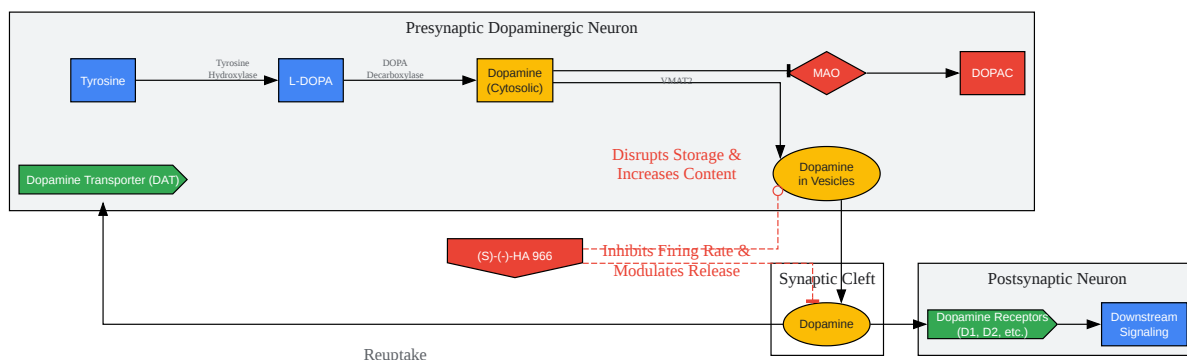 Presynaptic Dopaminergic Neuron
Tyrosine
Tyrosine
Hydroxylase
L-DOPA
DOPA
Decarboxylase
Dopamine
(Cytosolic)
VMAT2
MAO
DOPAC
Dopamine Transporter (DAT)
Disrupts Storage &
Increases Content
Dopamine
in Vesicles
(S)-(-)-HA 966
Inhibits Firing Rate &
Modulates Release
Synaptic Cleft
Dopamine
Postsynaptic Neuron
Dopamine Receptors
(D1, D2, etc.)
Downstream
Signaling
Reuptake